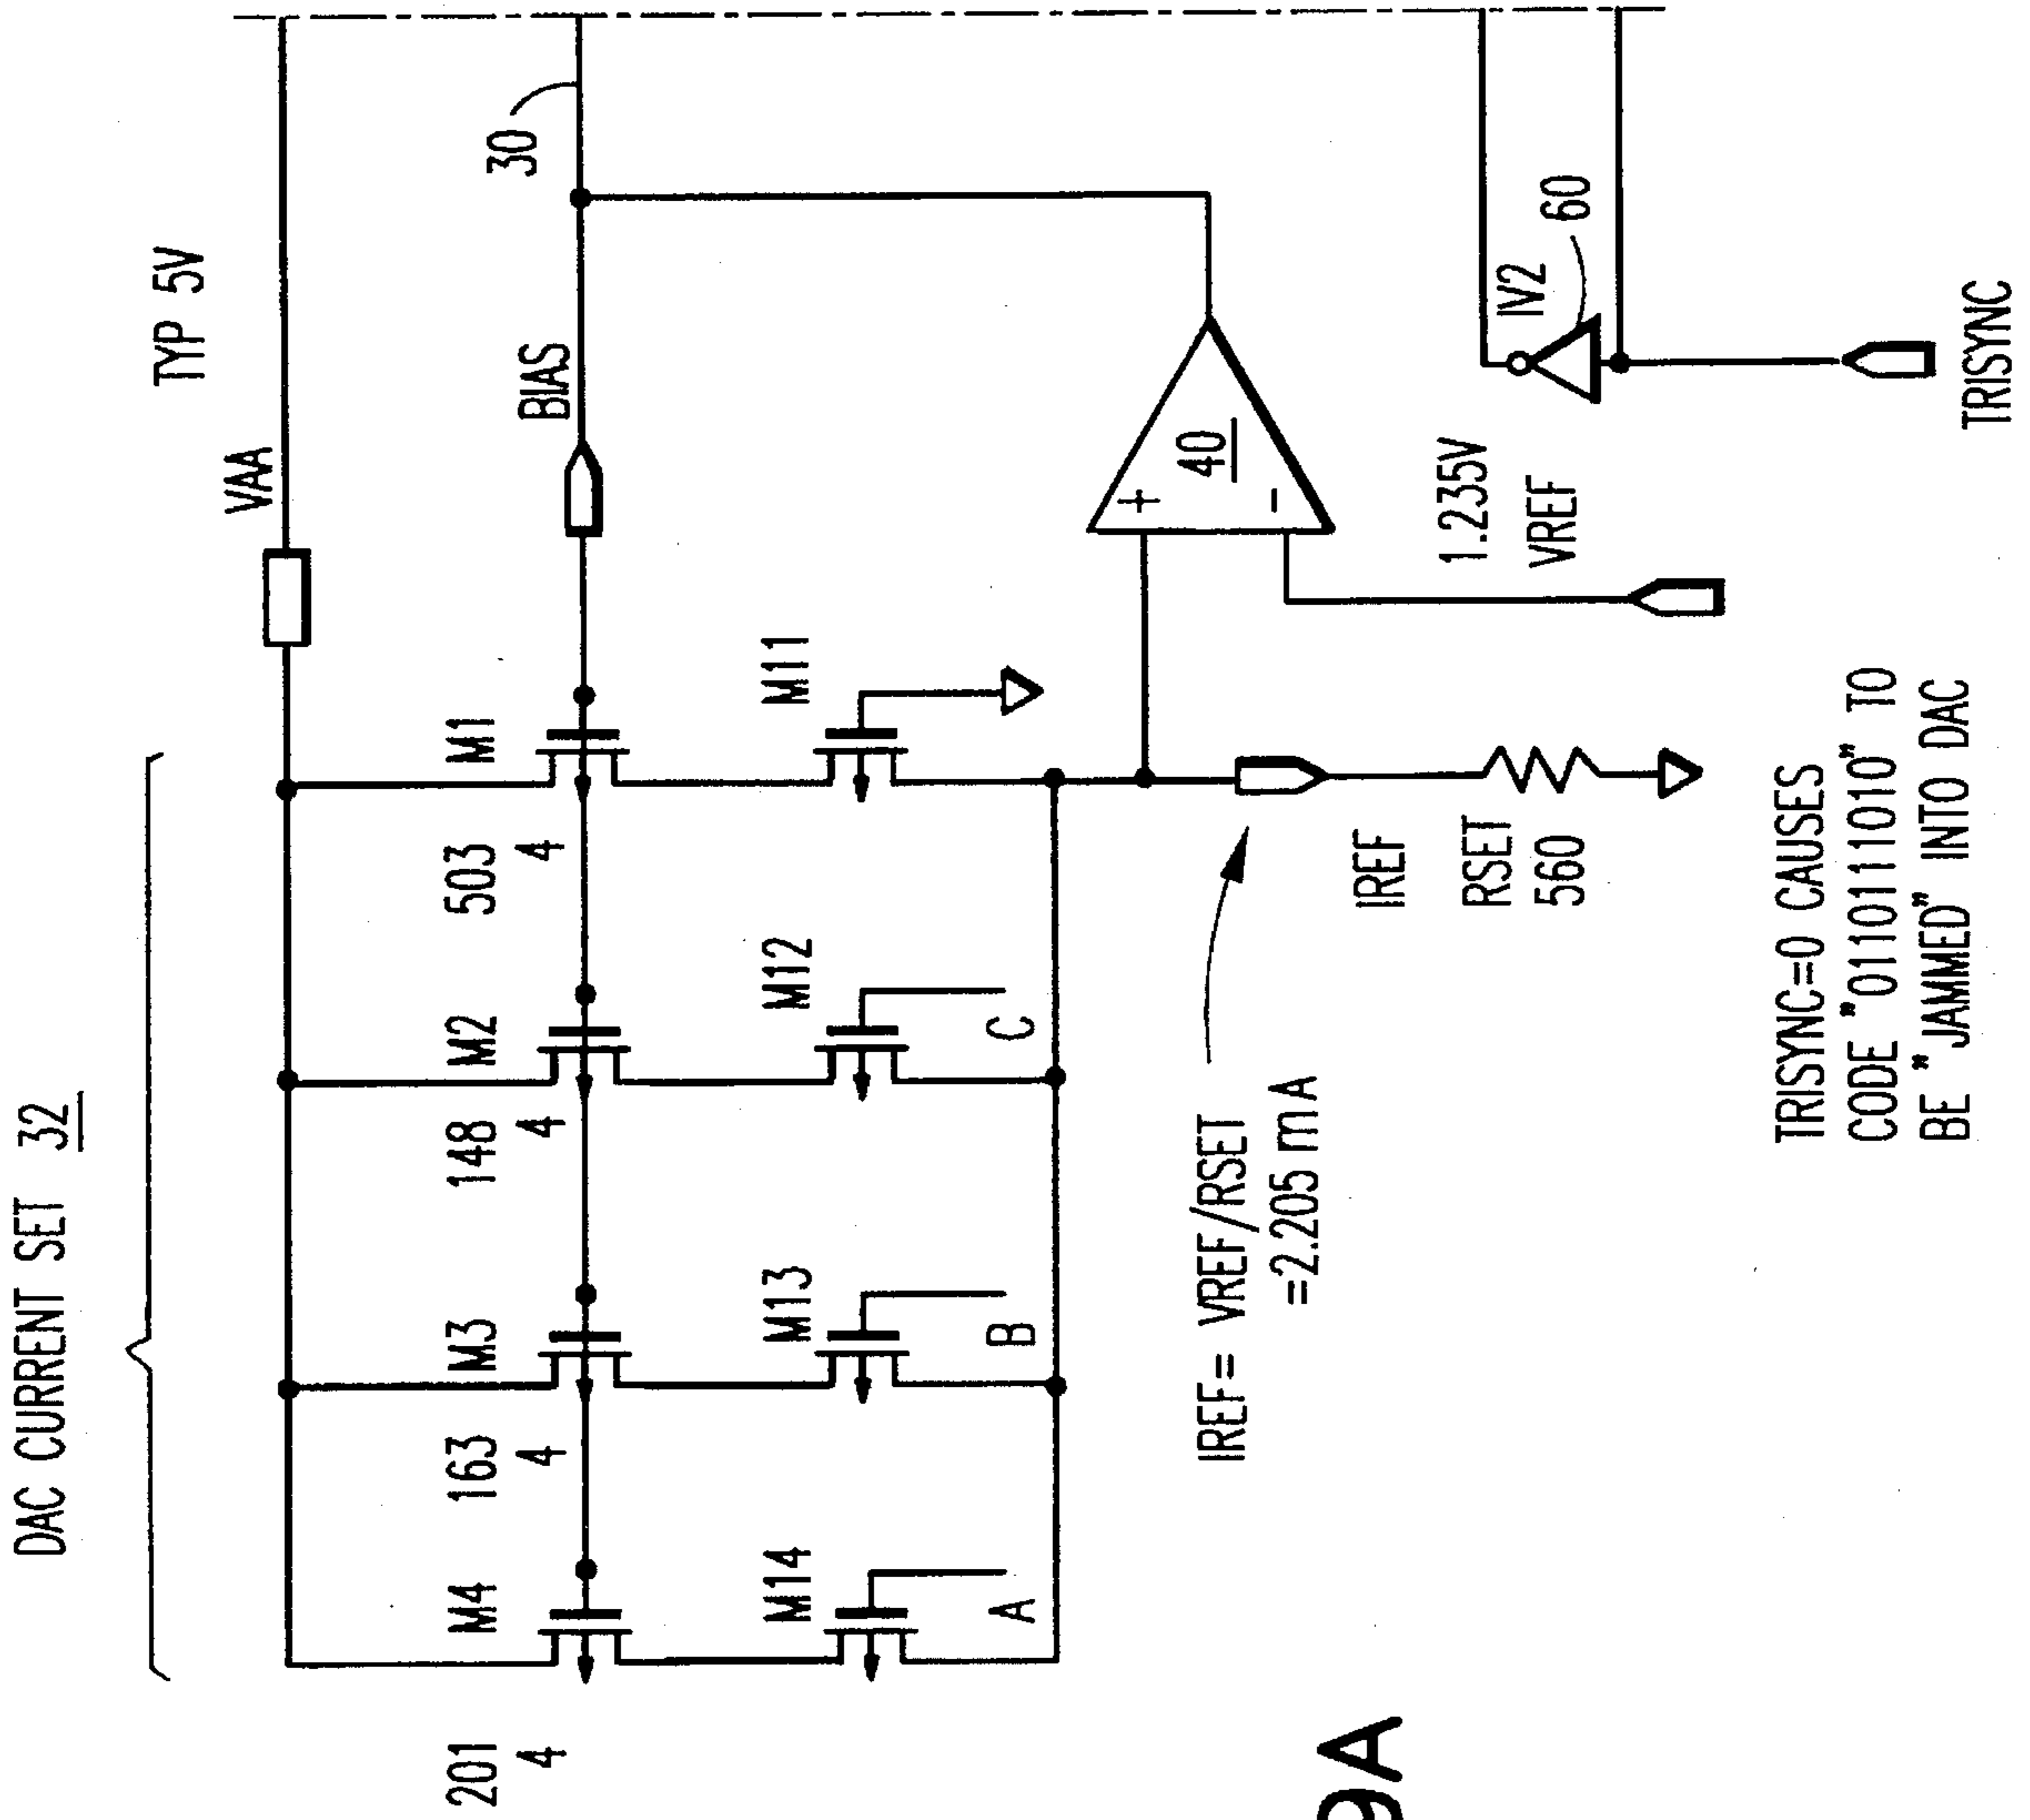 DAC CURRENT SET 32
TYP 5V
VAA
201
4
M4
163
4
M3
148
4
M2
503
4
M1
BIAS
30
M14
M13
M12
M11
A
B
C
+
-
40
IREF= VREF/RSET
=2.205 mA
IREF
RSET
560
1.235V
VREF
IV2
60
TRISYNC
TRISYNC=0 CAUSES
CODE "0110111010" TO
BE "JAMMED" INTO DAC
9A